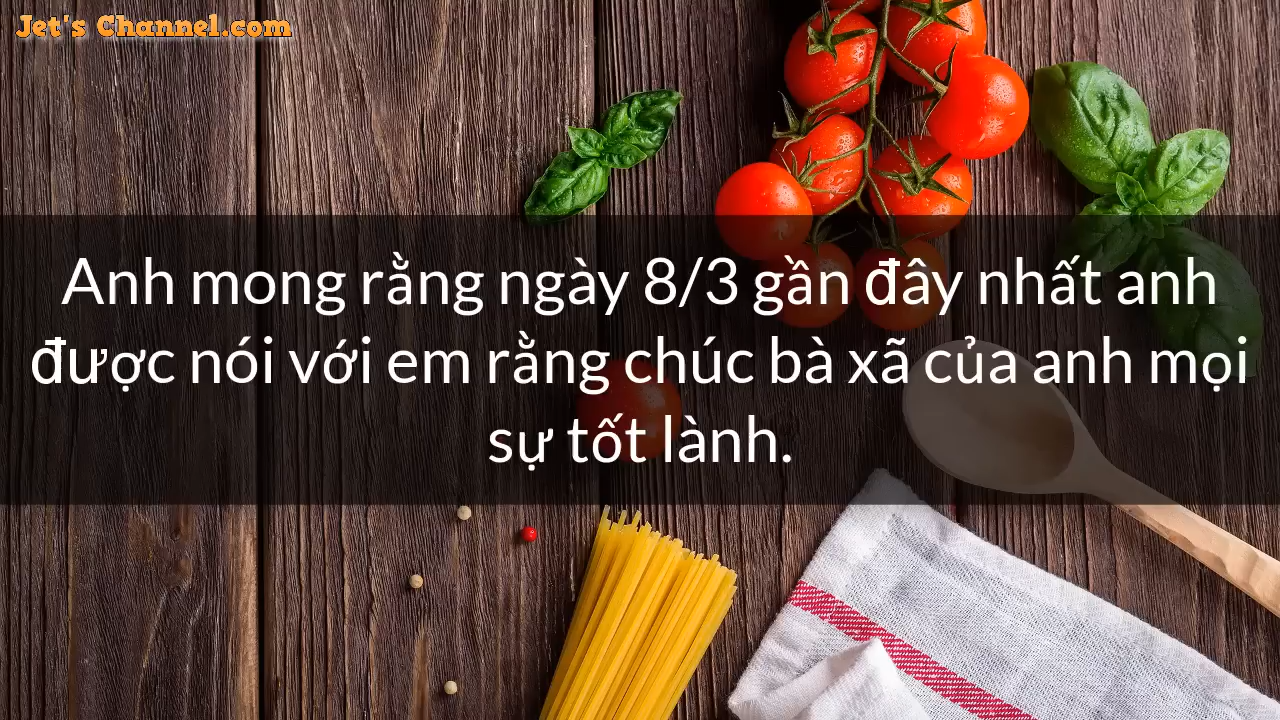 Jet's Channel.com
Anh mong rằng ngày 8/3 gần đây nhất anh
được nói với em rằng chúc bà xã của anh mọi
sự tốt lành.